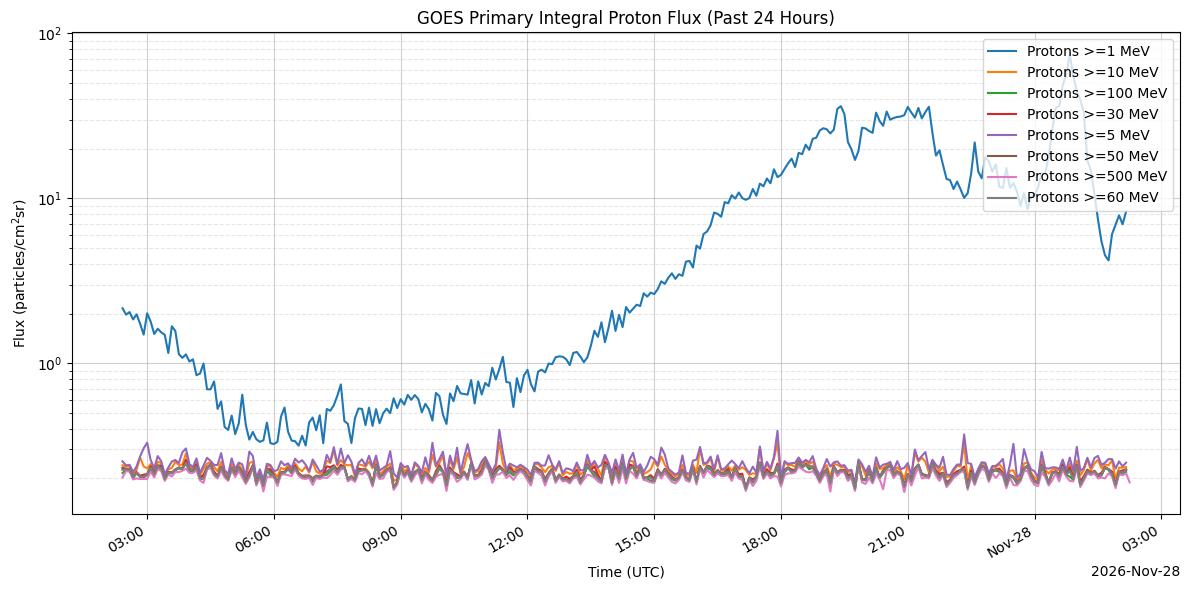 GOES Primary Integral Proton Flux (Past 24 Hours)
10²
10¹
10⁰
Flux (particles/cm²sr)
Protons >=1 MeV
Protons >=10 MeV
Protons >=100 MeV
Protons >=30 MeV
Protons >=5 MeV
Protons >=50 MeV
Protons >=500 MeV
Protons >=60 MeV
03:00
06:00
09:00
12:00
15:00
18:00
21:00
Nov-28
03:00
Time (UTC)
2026-Nov-28